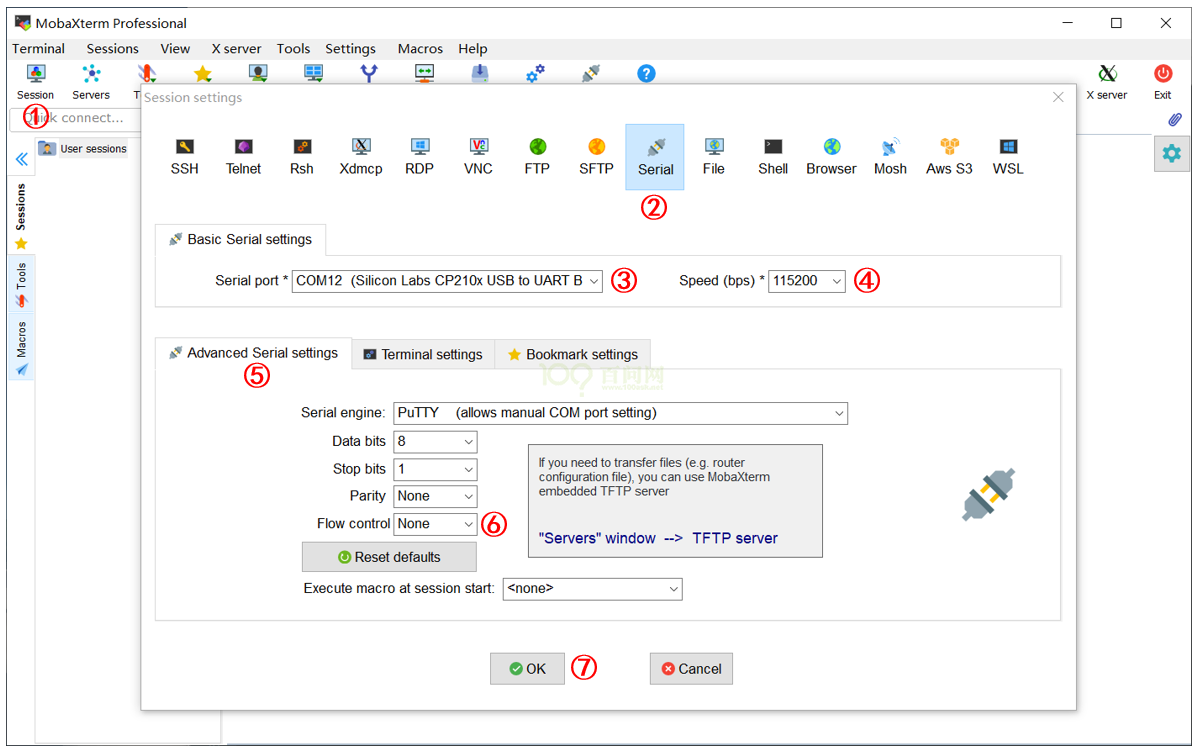 MobaXterm Professional
Terminal Sessions View X server Tools Settings Macros Help
Session Servers T X server Exit
Session settings
①
Quick connect...
User sessions
Sessions
Tools
Macros
SSH Telnet Rsh Xdmcp RDP VNC FTP SFTP Serial File Shell Browser Mosh Aws S3 WSL
②
Basic Serial settings
Serial port * COM12 (Silicon Labs CP210x USB to UART B ③ Speed (bps) * 115200 ④
Advanced Serial settings Terminal settings Bookmark settings
⑤
100 百问网
Serial engine: PuTTY (allows manual COM port setting)
Data bits 8
Stop bits 1
Parity None
Flow control None ⑥
Reset defaults
If you need to transfer files (e.g. router
configuration file), you can use MobaXterm
embedded TFTP server
"Servers" window --> TFTP server
Execute macro at session start: <none>
OK ⑦ Cancel